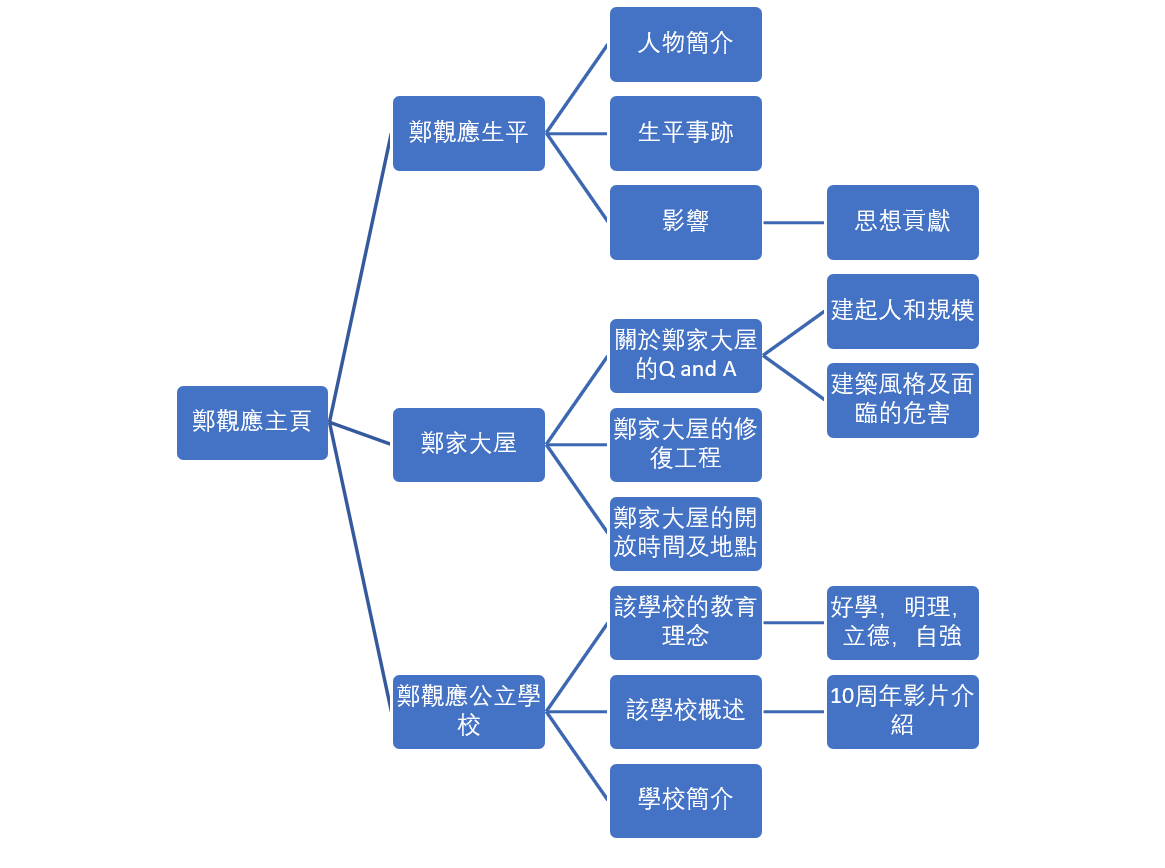 人物簡介
鄭觀應生平
生平事跡
影響
思想貢獻
建起人和規模
關於鄭家大屋
的Q and A
建築風格及面
臨的危害
鄭觀應主頁
鄭家大屋
鄭家大屋的修
復工程
鄭家大屋的開
放時間及地點
該學校的教育
理念
好學，明理，
立德，自強
鄭觀應公立學
校
該學校概述
10周年影片介
紹
學校簡介